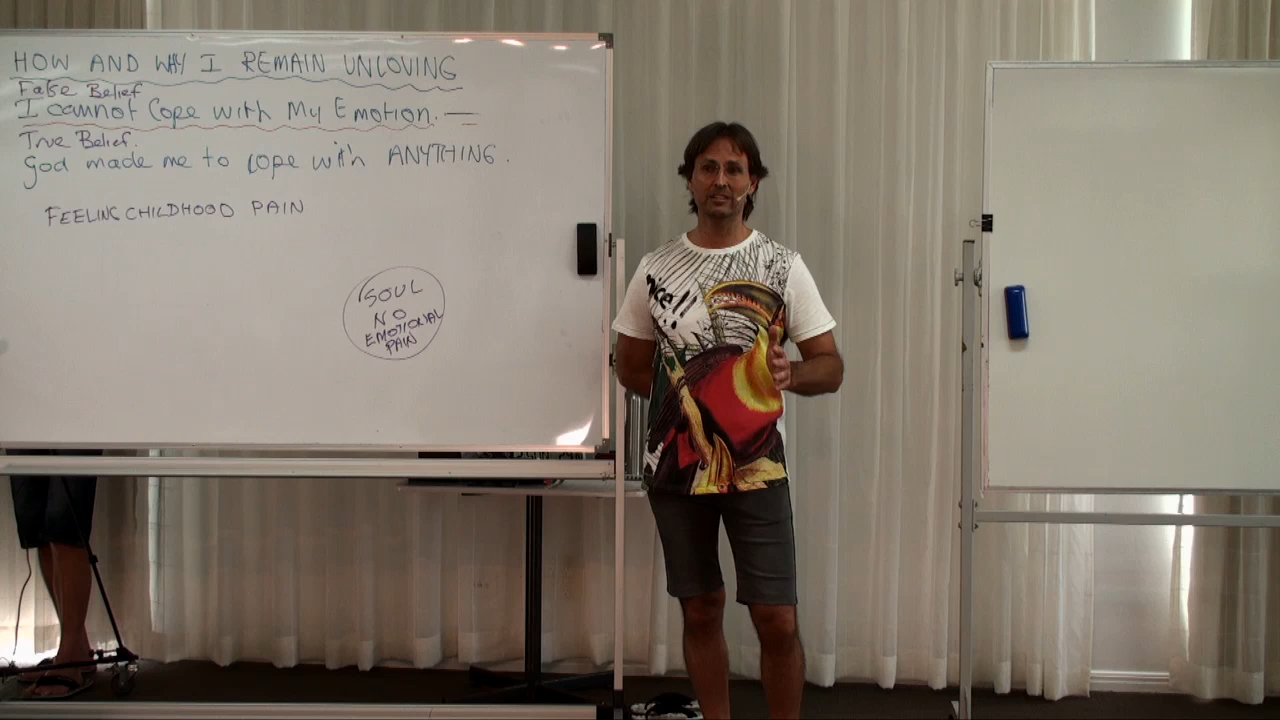 HOW AND WHY I REMAIN UNLOVING
False Belief
I cannot Cope with My Emotion. —
True Belief.
God made me to cope with ANYTHING.
FEELING CHILDHOOD PAIN
SOUL
NO
EMOTIONAL
PAIN
nice!!